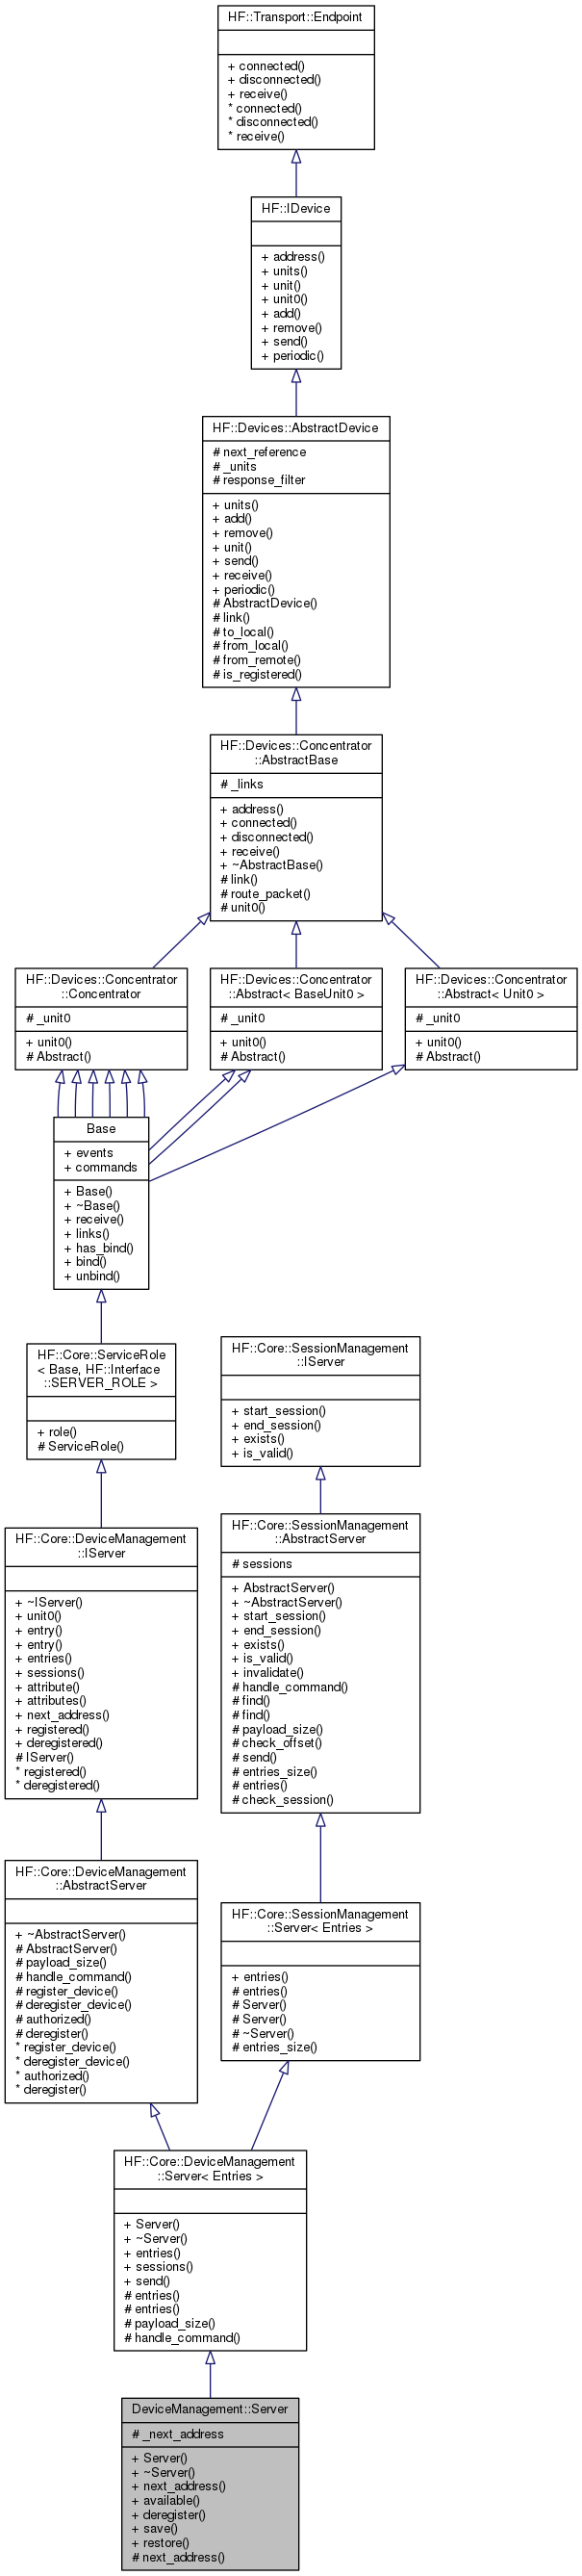 HF::Transport::Endpoint
+ connected()
+ disconnected()
+ receive()
* connected()
* disconnected()
* receive()
HF::IDevice
+ address()
+ units()
+ unit()
+ unit0()
+ add()
+ remove()
+ send()
+ periodic()
HF::Devices::AbstractDevice
# next_reference
# _units
# response_filter
+ units()
+ add()
+ remove()
+ unit()
+ send()
+ receive()
+ periodic()
# AbstractDevice()
# link()
# to_local()
# from_local()
# from_remote()
# is_registered()
HF::Devices::Concentrator
::AbstractBase
# _links
+ address()
+ connected()
+ disconnected()
+ receive()
+ ~AbstractBase()
# link()
# route_packet()
# unit0()
HF::Devices::Concentrator
::Concentrator
# _unit0
+ unit0()
# Abstract()
HF::Devices::Concentrator
::Abstract< BaseUnit0 >
# _unit0
+ unit0()
# Abstract()
HF::Devices::Concentrator
::Abstract< Unit0 >
# _unit0
+ unit0()
# Abstract()
Base
+ events
+ commands
+ Base()
+ ~Base()
+ receive()
+ links()
+ has_bind()
+ bind()
+ unbind()
HF::Core::ServiceRole
< Base, HF::Interface
::SERVER_ROLE >
+ role()
# ServiceRole()
HF::Core::SessionManagement
::IServer
+ start_session()
+ end_session()
+ exists()
+ is_valid()
HF::Core::DeviceManagement
::IServer
+ ~IServer()
+ unit0()
+ entry()
+ entry()
+ entries()
+ sessions()
+ attribute()
+ attributes()
+ next_address()
+ registered()
+ deregistered()
# IServer()
* registered()
* deregistered()
HF::Core::SessionManagement
::AbstractServer
# sessions
+ AbstractServer()
+ ~AbstractServer()
+ start_session()
+ end_session()
+ exists()
+ is_valid()
+ invalidate()
# handle_command()
# find()
# find()
# payload_size()
# check_offset()
# send()
# entries_size()
# entries()
# check_session()
HF::Core::DeviceManagement
::AbstractServer
+ ~AbstractServer()
# AbstractServer()
# payload_size()
# handle_command()
# register_device()
# deregister_device()
# authorized()
# deregister()
* register_device()
* deregister_device()
* authorized()
* deregister()
HF::Core::SessionManagement
::Server< Entries >
+ entries()
# entries()
# Server()
# Server()
# ~Server()
# entries_size()
HF::Core::DeviceManagement
::Server< Entries >
+ Server()
+ ~Server()
+ entries()
+ sessions()
+ send()
# entries()
# entries()
# payload_size()
# handle_command()
DeviceManagement::Server
# _next_address
+ Server()
+ ~Server()
+ next_address()
+ available()
+ deregister()
+ save()
+ restore()
# next_address()